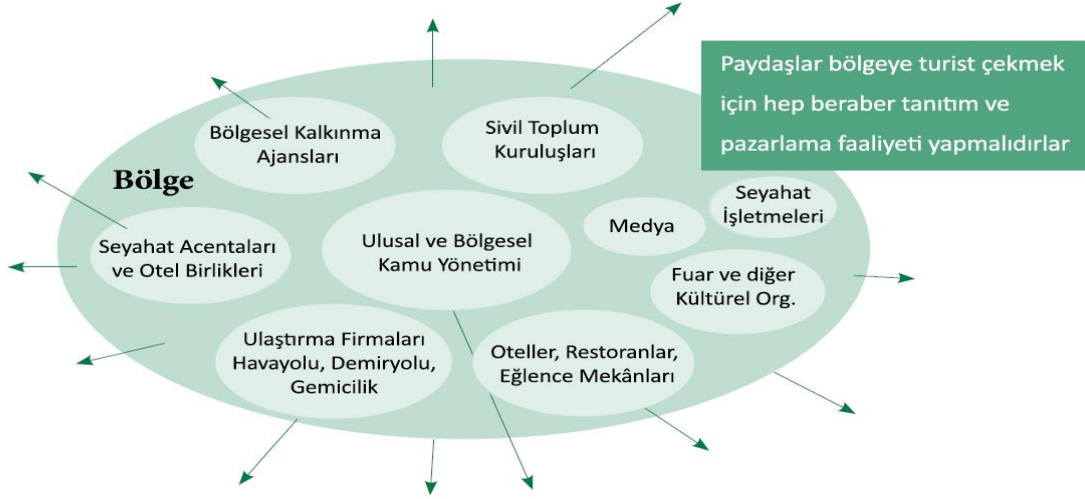 Paydaşlar bölgeye turist çekmek
için hep beraber tanıtım ve
pazarlama faaliyeti yapmalıdırlar
Bölgesel Kalkınma
Ajansları
Sivil Toplum
Kuruluşları
Bölge
Seyahat
İşletmeleri
Medya
Seyahat Acentaları
ve Otel Birlikleri
Ulusal ve Bölgesel
Kamu Yönetimi
Fuar ve diğer
Kültürel Org.
Ulaştırma Firmaları
Havayolu, Demiryolu,
Gemicilik
Oteller, Restoranlar,
Eğlence Mekânları